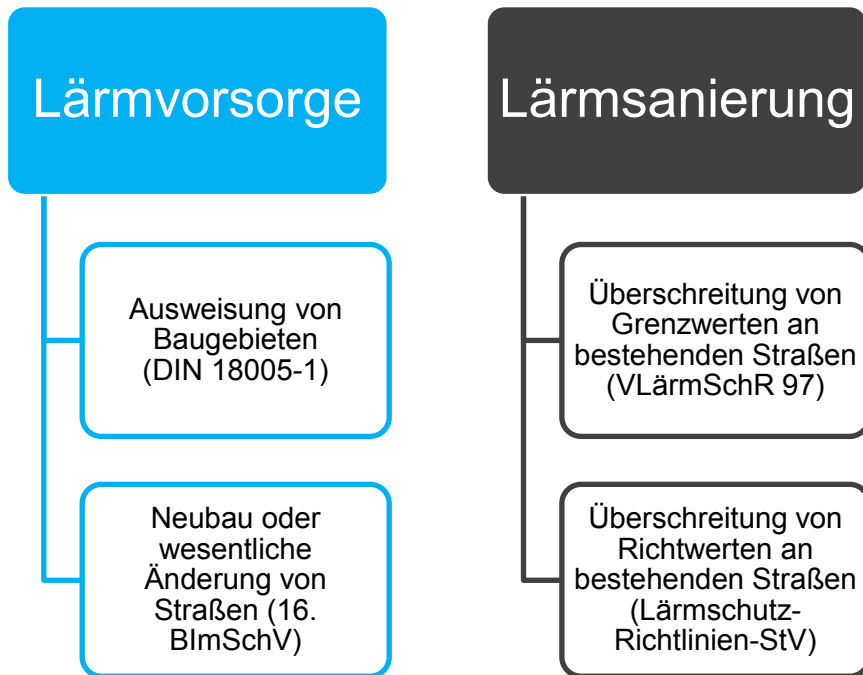 Lärmvorsorge
Ausweisung von
Baugebieten
(DIN 18005-1)
Neubau oder
wesentliche
Änderung von
Straßen (16.
BImSchV)
Lärmsanierung
Überschreitung von
Grenzwerten an
bestehenden Straßen
(VLärmSchR 97)
Überschreitung von
Richtwerten an
bestehenden Straßen
(Lärmschutz-
Richtlinien-StV)